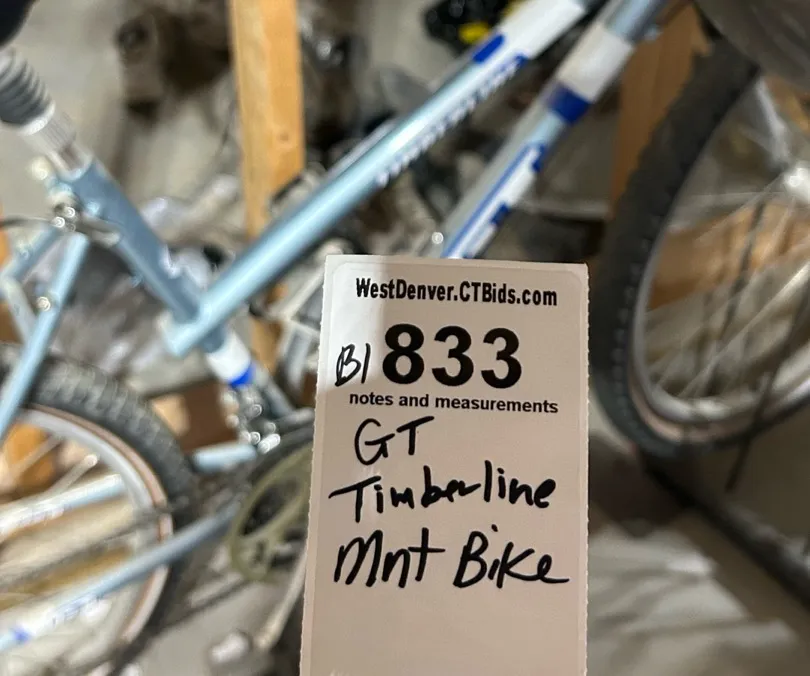 WestDenver.CTBids.com
B1 833
notes and measurements
GT
Timberline
Mnt Bike